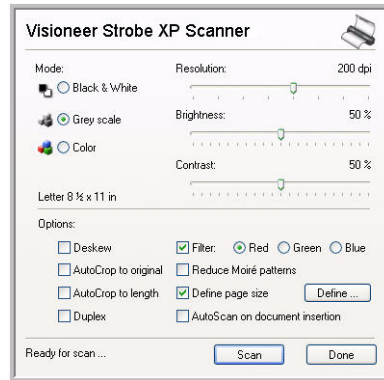 Visioneer Strobe XP Scanner
Mode:
Black & White
Grey scale
Color
Letter 8 ½ x 11 in
Resolution: 200 dpi
Brightness: 50 %
Contrast: 50 %
Options:
Deskew
AutoCrop to original
AutoCrop to length
Duplex
Filter: Red Green Blue
Reduce Moiré patterns
Define page size Define ...
AutoScan on document insertion
Ready for scan ... Scan Done